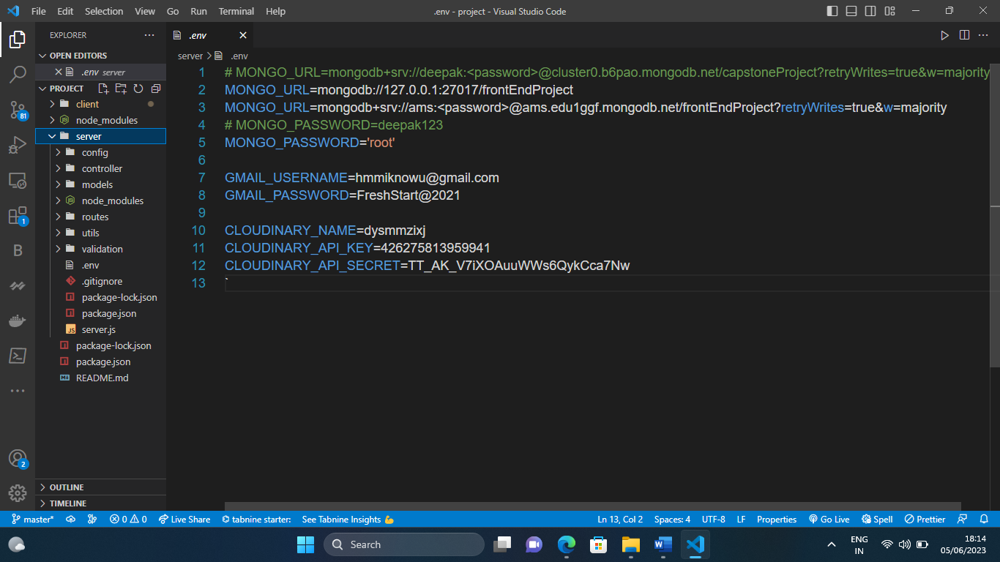 File Edit Selection View Go Run Terminal Help .env - project - Visual Studio Code
EXPLORER
.env
OPEN EDITORS
server > .env
.env server
PROJECT
client
node_modules
server
config
controller
models
node_modules
routes
utils
validation
.env
.gitignore
package-lock.json
package.json
server.js
package-lock.json
package.json
README.md
OUTLINE
TIMELINE
81
1
2
1 # MONGO_URL=mongodb+srv://deepak:<password>@cluster0.b6pao.mongodb.net/capstoneProject?retryWrites=true&w=majority
2 MONGO_URL=mongodb://127.0.0.1:27017/frontEndProject
3 MONGO_URL=mongodb+srv://ams:<password>@ams.edu1ggf.mongodb.net/frontEndProject?retryWrites=true&w=majority
4 # MONGO_PASSWORD=deepak123
5 MONGO_PASSWORD='root'
6
7 GMAIL_USERNAME=hmmiknowu@gmail.com
8 GMAIL_PASSWORD=FreshStart@2021
9
10 CLOUDINARY_NAME=dysmmzixj
11 CLOUDINARY_API_KEY=426275813959941
12 CLOUDINARY_API_SECRET=TT_AK_V7iXOAuuWWs6QykCca7Nw
13 `
master* 0 0 Live Share tabnine starter: See Tabnine Insights 💪 Ln 13, Col 2 Spaces: 4 UTF-8 LF Properties Go Live Spell Prettier
Search
ENG
IN
18:14
05/06/2023